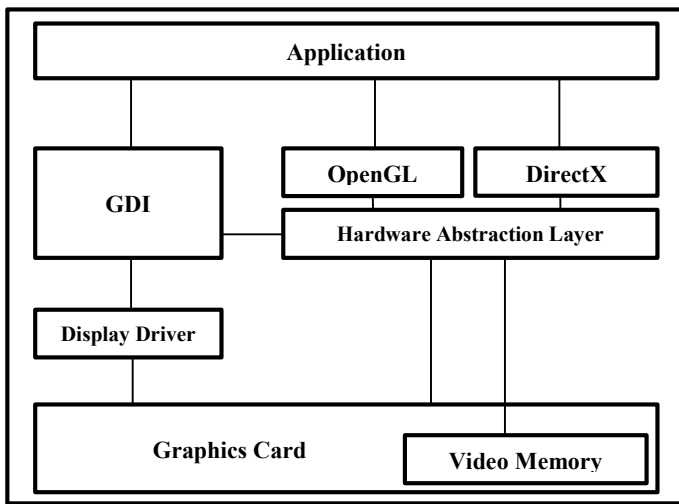 Application
GDI
OpenGL
DirectX
Hardware Abstraction Layer
Display Driver
Graphics Card
Video Memory